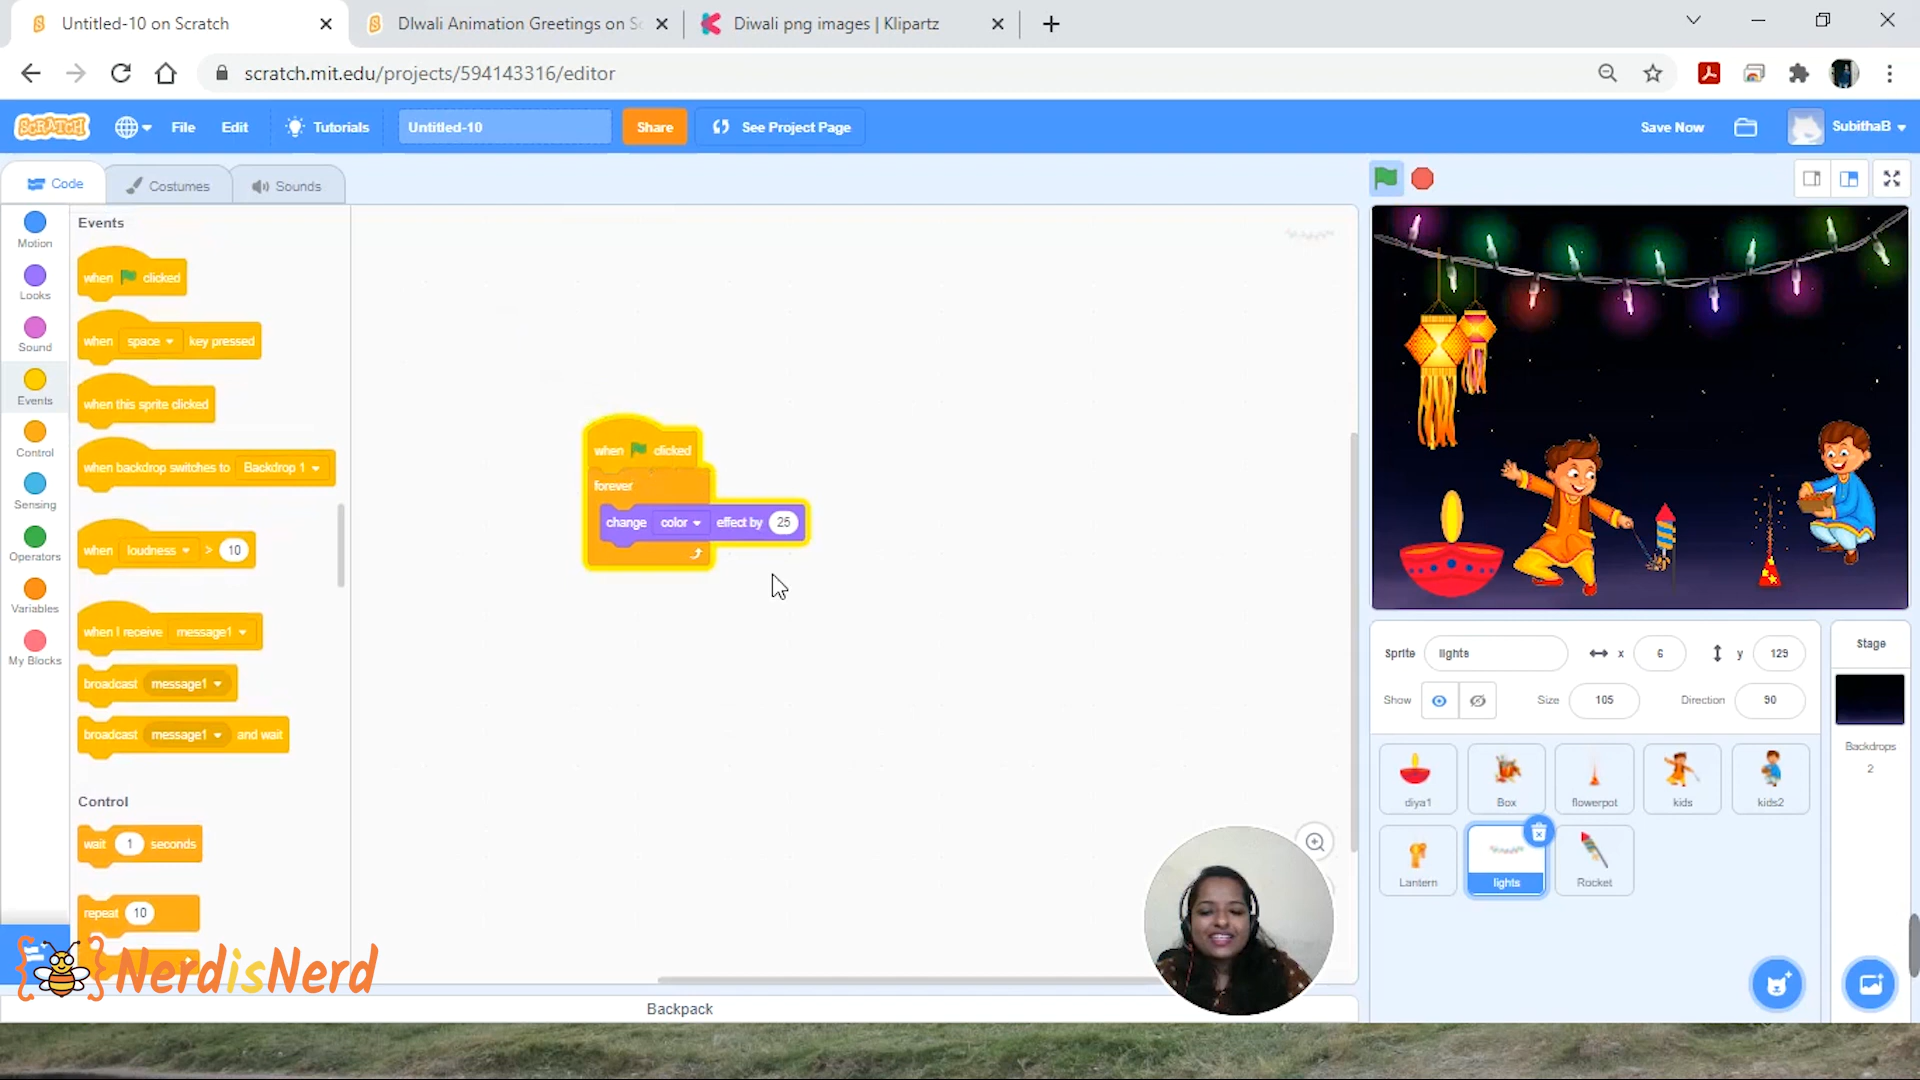 Untitled-10 on Scratch
DIwali Animation Greetings on Sc
Diwali png images | Klipartz
scratch.mit.edu/projects/594143316/editor
SCRATCH
File
Edit
Tutorials
Untitled-10
Share
See Project Page
Save Now
SubithaB
Code
Costumes
Sounds
Motion
Looks
Sound
Events
Control
Sensing
Operators
Variables
My Blocks
Events
when clicked
when space key pressed
when this sprite clicked
when backdrop switches to Backdrop 1
when loudness > 10
when I receive message1
broadcast message1
broadcast message1 and wait
Control
wait 1 seconds
repeat 10
when clicked
forever
change color effect by 25
Sprite lights x 6 y 129
Show Size 105 Direction 90
diya1
Box
flowerpot
kids
kids2
Lantern
lights
Rocket
Stage
Backdrops
2
{NerdisNerd
Backpack